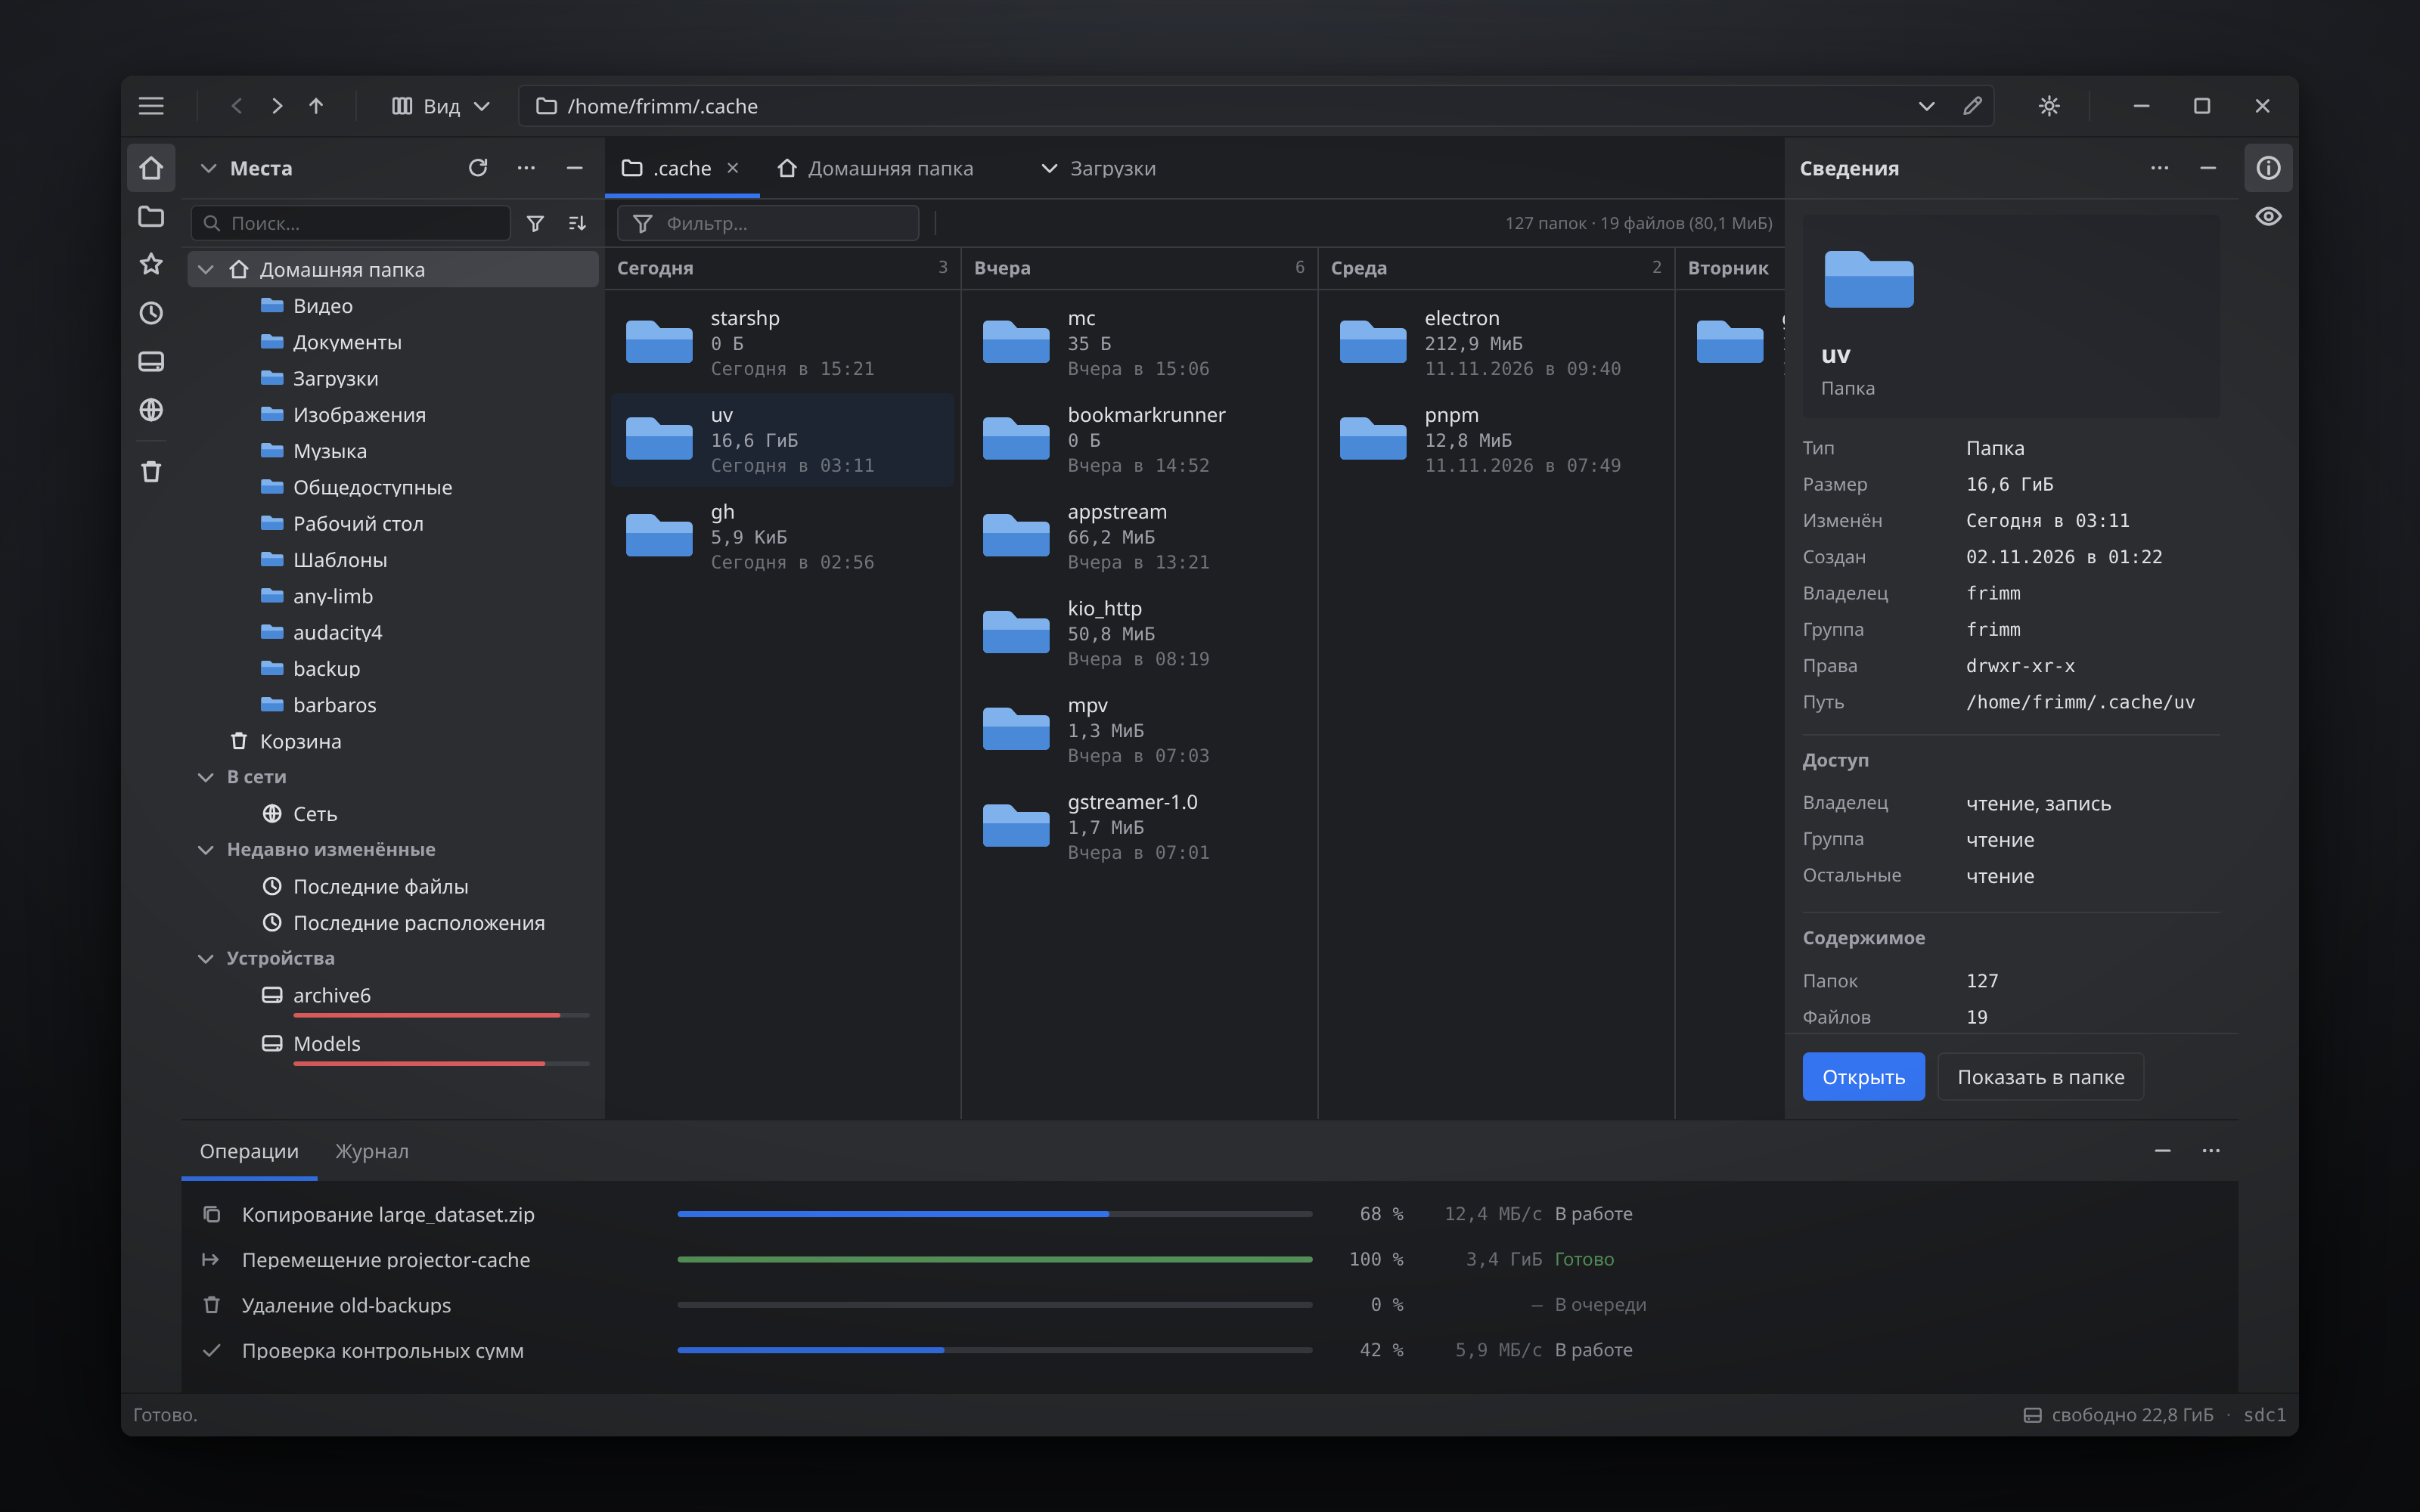 Вид
/home/frimm/.cache
Места
Поиск...
Домашняя папка
Видео
Документы
Загрузки
Изображения
Музыка
Общедоступные
Рабочий стол
Шаблоны
any-limb
audacity4
backup
barbaros
Корзина
В сети
Сеть
Недавно изменённые
Последние файлы
Последние расположения
Устройства
archive6
Models
.cache
Домашняя папка
Загрузки
Фильтр...
127 папок · 19 файлов (80,1 МиБ)
Сегодня 3
starshp
0 Б
Сегодня в 15:21
uv
16,6 ГиБ
Сегодня в 03:11
gh
5,9 КиБ
Сегодня в 02:56
Вчера 6
mc
35 Б
Вчера в 15:06
bookmarkrunner
0 Б
Вчера в 14:52
appstream
66,2 МиБ
Вчера в 13:21
kio_http
50,8 МиБ
Вчера в 08:19
mpv
1,3 МиБ
Вчера в 07:03
gstreamer-1.0
1,7 МиБ
Вчера в 07:01
Среда 2
electron
212,9 МиБ
11.11.2026 в 09:40
pnpm
12,8 МиБ
11.11.2026 в 07:49
Вторник
Сведения
uv
Папка
Тип Папка
Размер 16,6 ГиБ
Изменён Сегодня в 03:11
Создан 02.11.2026 в 01:22
Владелец frimm
Группа frimm
Права drwxr-xr-x
Путь /home/frimm/.cache/uv
Доступ
Владелец чтение, запись
Группа чтение
Остальные чтение
Содержимое
Папок 127
Файлов 19
Открыть
Показать в папке
Операции
Журнал
Копирование large_dataset.zip 68 % 12,4 МБ/с В работе
Перемещение projector-cache 100 % 3,4 ГиБ Готово
Удаление old-backups 0 % — В очереди
Проверка контрольных сумм 42 % 5,9 МБ/с В работе
Готово.
свободно 22,8 ГиБ · sdc1